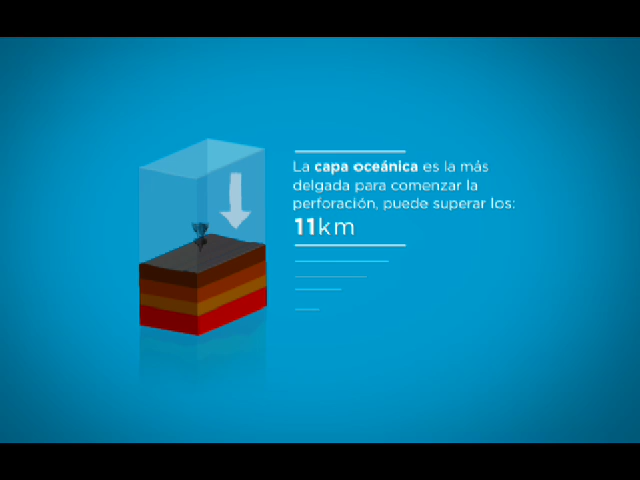 La capa oceánica es la más
delgada para comenzar la
perforación, puede superar los:
11km